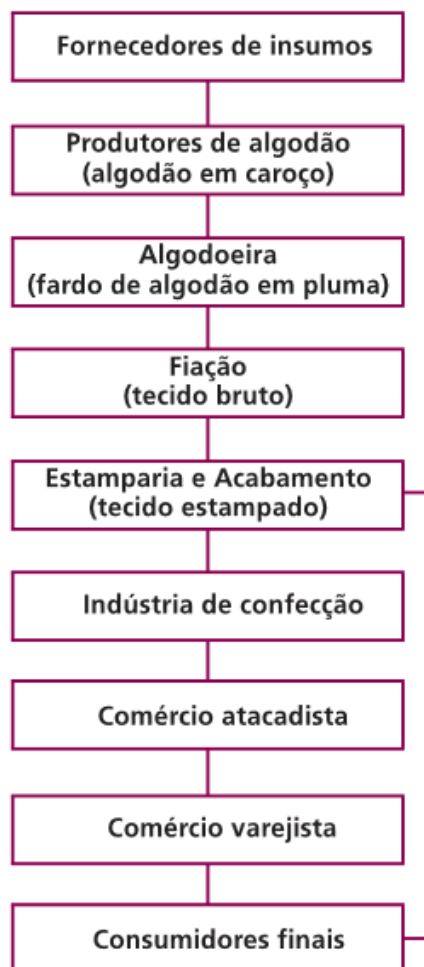 Fornecedores de insumos
Produtores de algodão
(algodão em caroço)
Algodoeira
(fardo de algodão em pluma)
Fiação
(tecido bruto)
Estamparia e Acabamento
(tecido estampado)
Indústria de confecção
Comércio atacadista
Comércio varejista
Consumidores finais